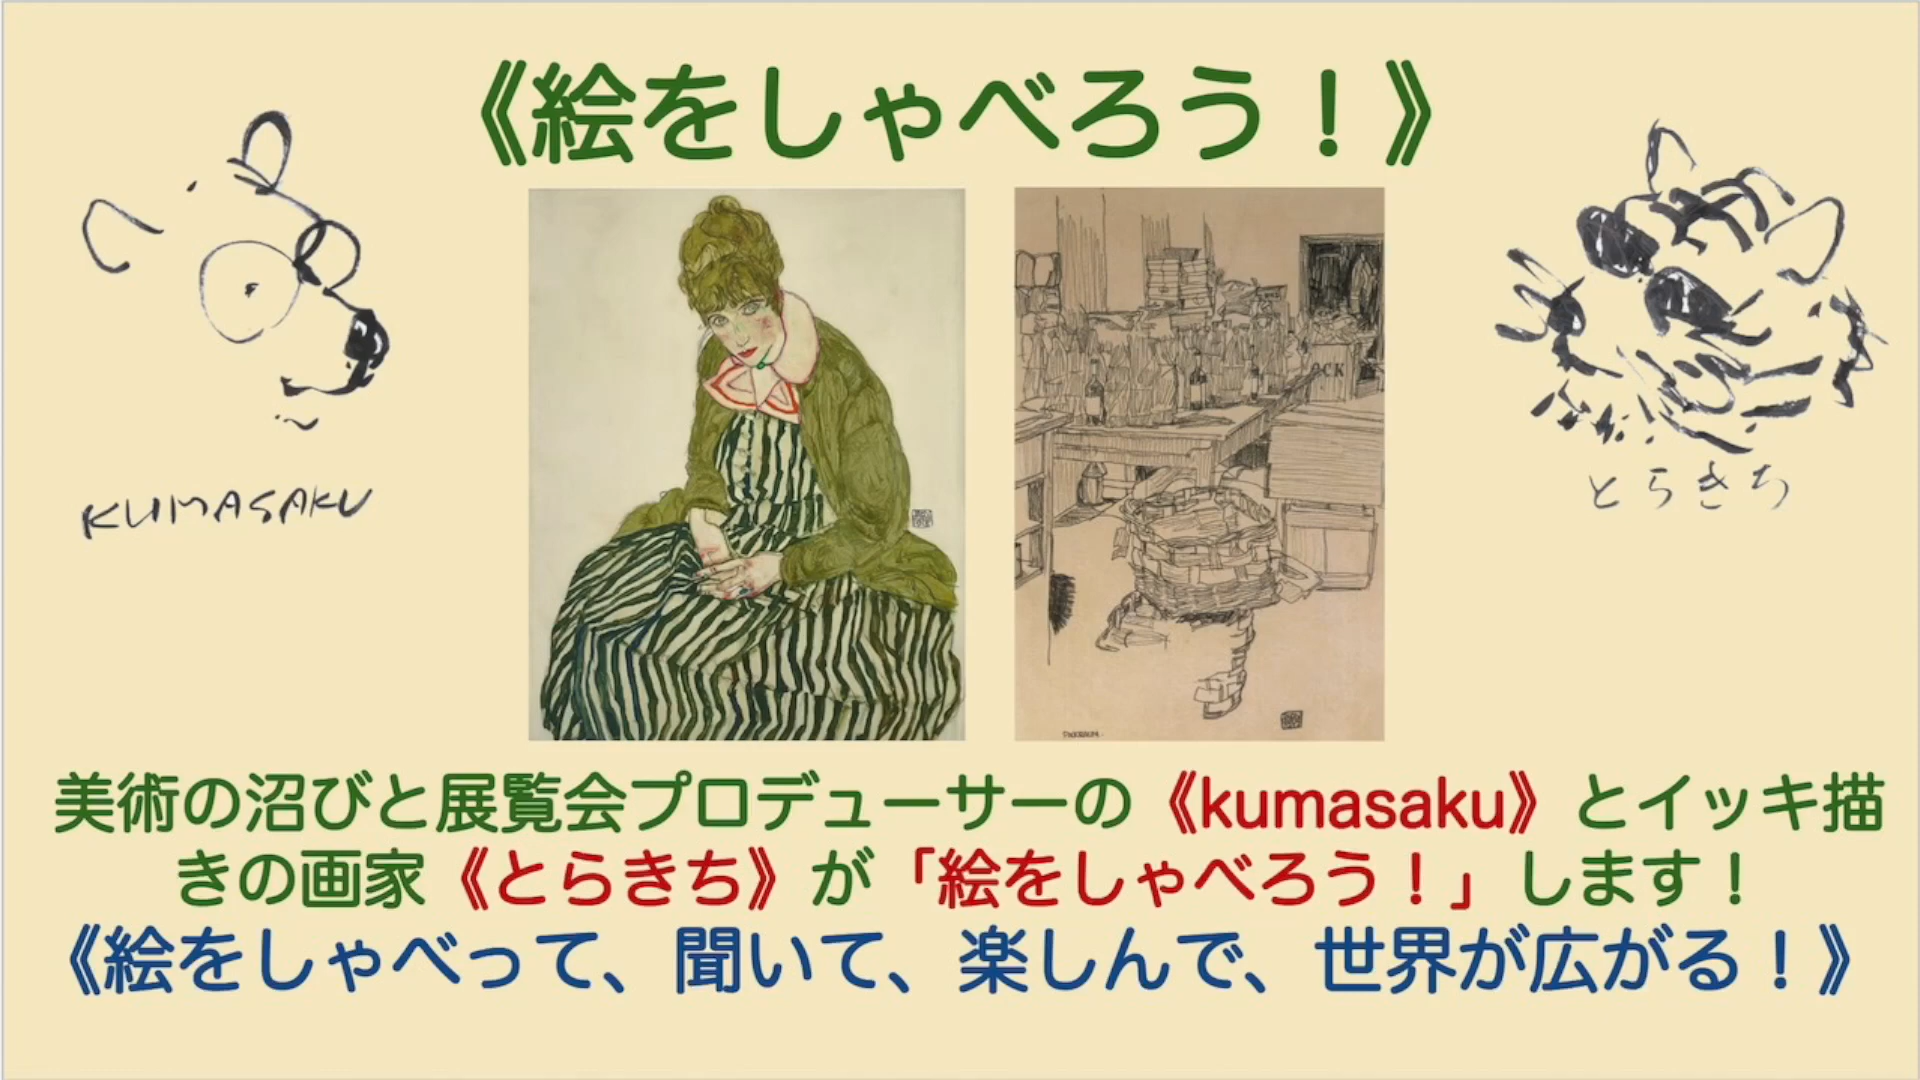 《絵をしゃべろう！》
KUMASAKU
とらきち
OCK
美術の沼びと展覧会プロデューサーの《kumasaku》とイッキ描
きの画家《とらきち》が「絵をしゃべろう！」します！
《絵をしゃべって、聞いて、楽しんで、世界が広がる！》